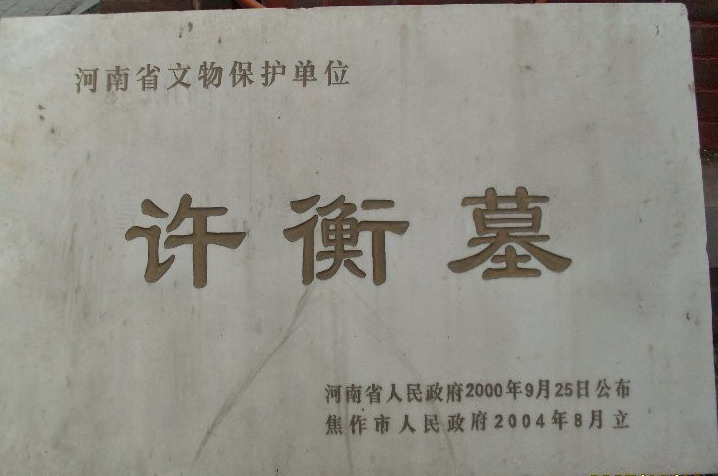 河南省文物保护单位
许衡墓
河南省人民政府2000年9月25日公布
焦作市人民政府2004年8月立